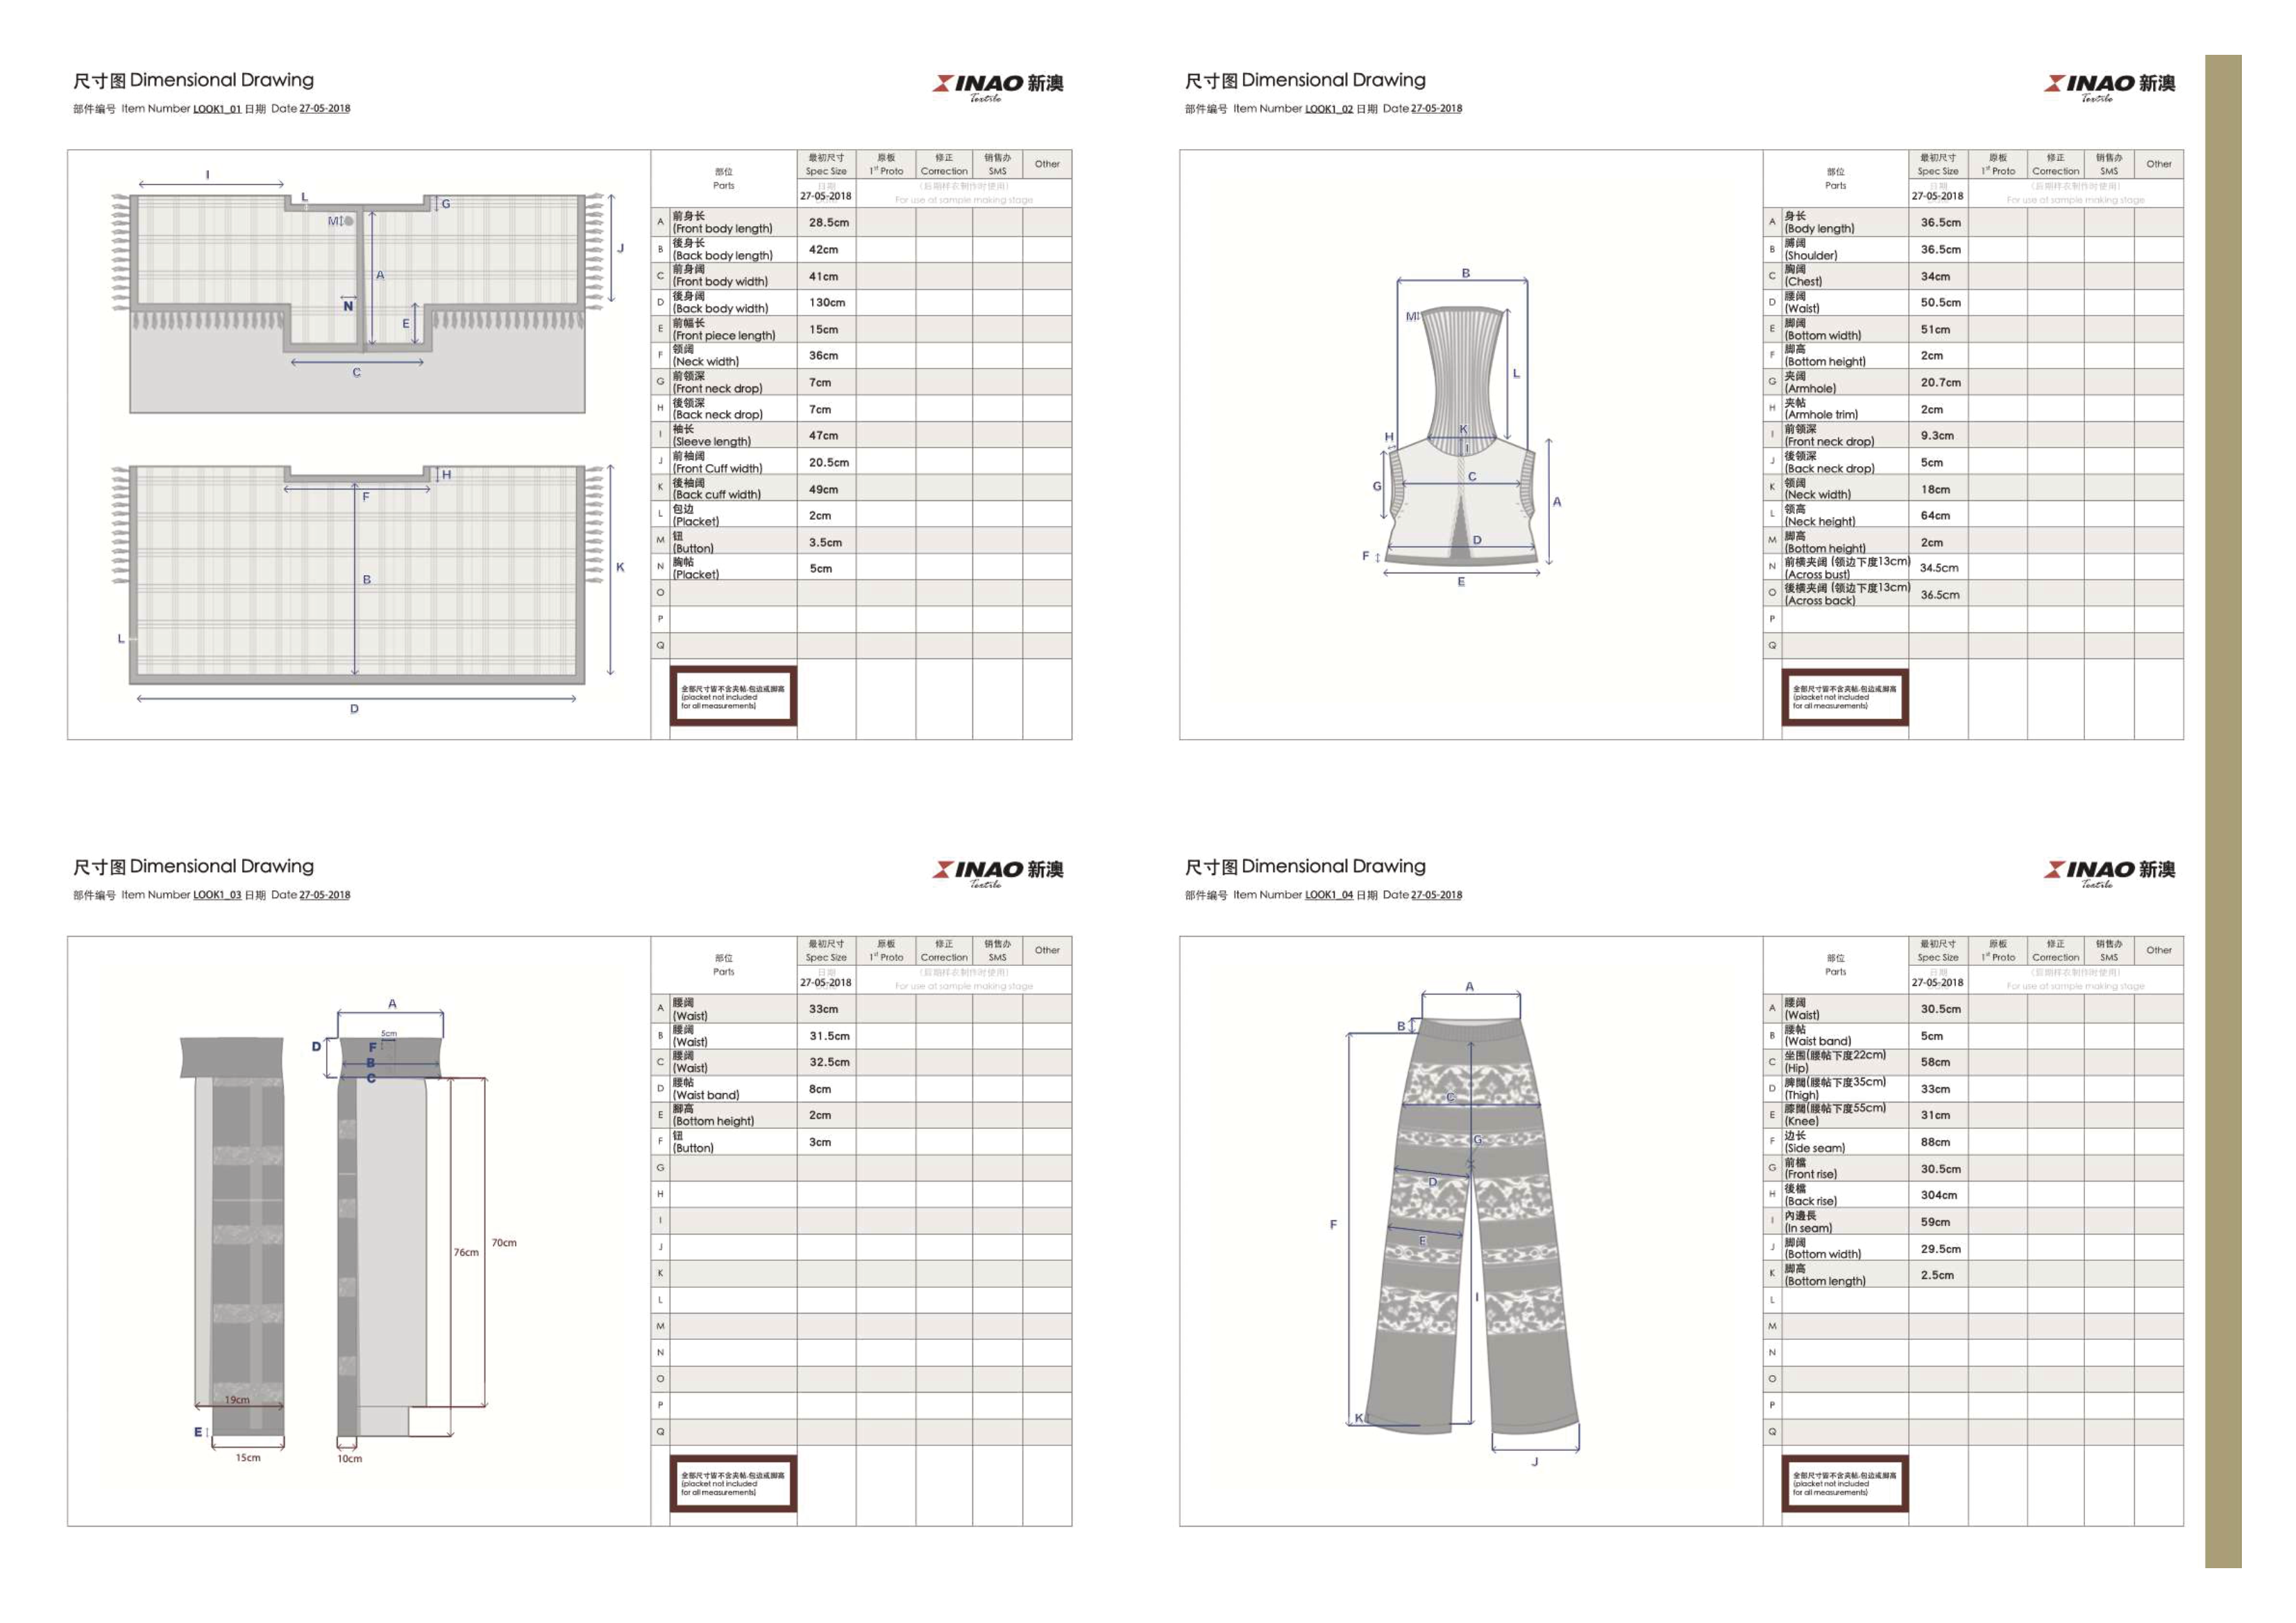 尺寸图 Dimensional Drawing
部件编号 Item Number LOOK1_01 日期 Date 27-05-2018
XINAO 新澳
Textile
I
L
G
M
J
A
N
E
C
H
F
K
B
L
D
部位
Parts
最初尺寸
Spec Size
原板
1st Proto
修正
Correction
销售办
SMS
Other
日期
27-05-2018
(后期样衣制作时使用)
For use at sample making stage
A 前身长 (Front body length) 28.5cm
B 後身长 (Back body length) 42cm
C 前身阔 (Front body width) 41cm
D 後身阔 (Back body width) 130cm
E 前幅长 (Front piece length) 15cm
F 领阔 (Neck width) 36cm
G 前领深 (Front neck drop) 7cm
H 後领深 (Back neck drop) 7cm
I 袖长 (Sleeve length) 47cm
J 前袖阔 (Front Cuff width) 20.5cm
K 後袖阔 (Back cuff width) 49cm
L 包边 (Placket) 2cm
M 钮 (Button) 3.5cm
N 胸帖 (Placket) 5cm
O
P
Q
全部尺寸皆不含夹帖,包边或脚高
(placket not included
for all measurements)
尺寸图 Dimensional Drawing
部件编号 Item Number LOOK1_02 日期 Date 27-05-2018
XINAO 新澳
Textile
B
M
L
K
H
I
C
G
A
D
F
E
部位
Parts
最初尺寸
Spec Size
原板
1st Proto
修正
Correction
销售办
SMS
Other
日期
27-05-2018
(后期样衣制作时使用)
For use at sample making stage
A 身长 (Body length) 36.5cm
B 膊阔 (Shoulder) 36.5cm
C 胸阔 (Chest) 34cm
D 腰阔 (Waist) 50.5cm
E 脚阔 (Bottom width) 51cm
F 脚高 (Bottom height) 2cm
G 夹阔 (Armhole) 20.7cm
H 夹帖 (Armhole trim) 2cm
I 前领深 (Front neck drop) 9.3cm
J 後领深 (Back neck drop) 5cm
K 领阔 (Neck width) 18cm
L 领高 (Neck height) 64cm
M 脚高 (Bottom height) 2cm
N 前横夹阔 (领边下度13cm) (Across bust) 34.5cm
O 後横夹阔 (领边下度13cm) (Across back) 36.5cm
P
Q
全部尺寸皆不含夹帖,包边或脚高
(placket not included
for all measurements)
尺寸图 Dimensional Drawing
部件编号 Item Number LOOK1_03 日期 Date 27-05-2018
XINAO 新澳
Textile
A
5cm
D
F
B
C
70cm
76cm
19cm
E
15cm
10cm
部位
Parts
最初尺寸
Spec Size
原板
1st Proto
修正
Correction
销售办
SMS
Other
日期
27-05-2018
(后期样衣制作时使用)
For use at sample making stage
A 腰阔 (Waist) 33cm
B 腰阔 (Waist) 31.5cm
C 腰阔 (Waist) 32.5cm
D 腰帖 (Waist band) 8cm
E 腳高 (Bottom height) 2cm
F 钮 (Button) 3cm
G
H
I
J
K
L
M
N
O
P
Q
全部尺寸皆不含夹帖,包边或脚高
(placket not included
for all measurements)
尺寸图 Dimensional Drawing
部件编号 Item Number LOOK1_04 日期 Date 27-05-2018
XINAO 新澳
Textile
A
B
C
G
D
F
E
I
K
J
部位
Parts
最初尺寸
Spec Size
原板
1st Proto
修正
Correction
销售办
SMS
Other
日期
27-05-2018
(后期样衣制作时使用)
For use at sample making stage
A 腰阔 (Waist) 30.5cm
B 腰帖 (Waist band) 5cm
C 坐围(腰帖下度22cm) (Hip) 58cm
D 脾闊(腰帖下度35cm) (Thigh) 33cm
E 膝闊(腰帖下度55cm) (Knee) 31cm
F 边长 (Side seam) 88cm
G 前檔 (Front rise) 30.5cm
H 後檔 (Back rise) 304cm
I 內邊長 (In seam) 59cm
J 脚阔 (Bottom width) 29.5cm
K 脚高 (Bottom length) 2.5cm
L
M
N
O
P
Q
全部尺寸皆不含夹帖,包边或脚高
(placket not included
for all measurements)